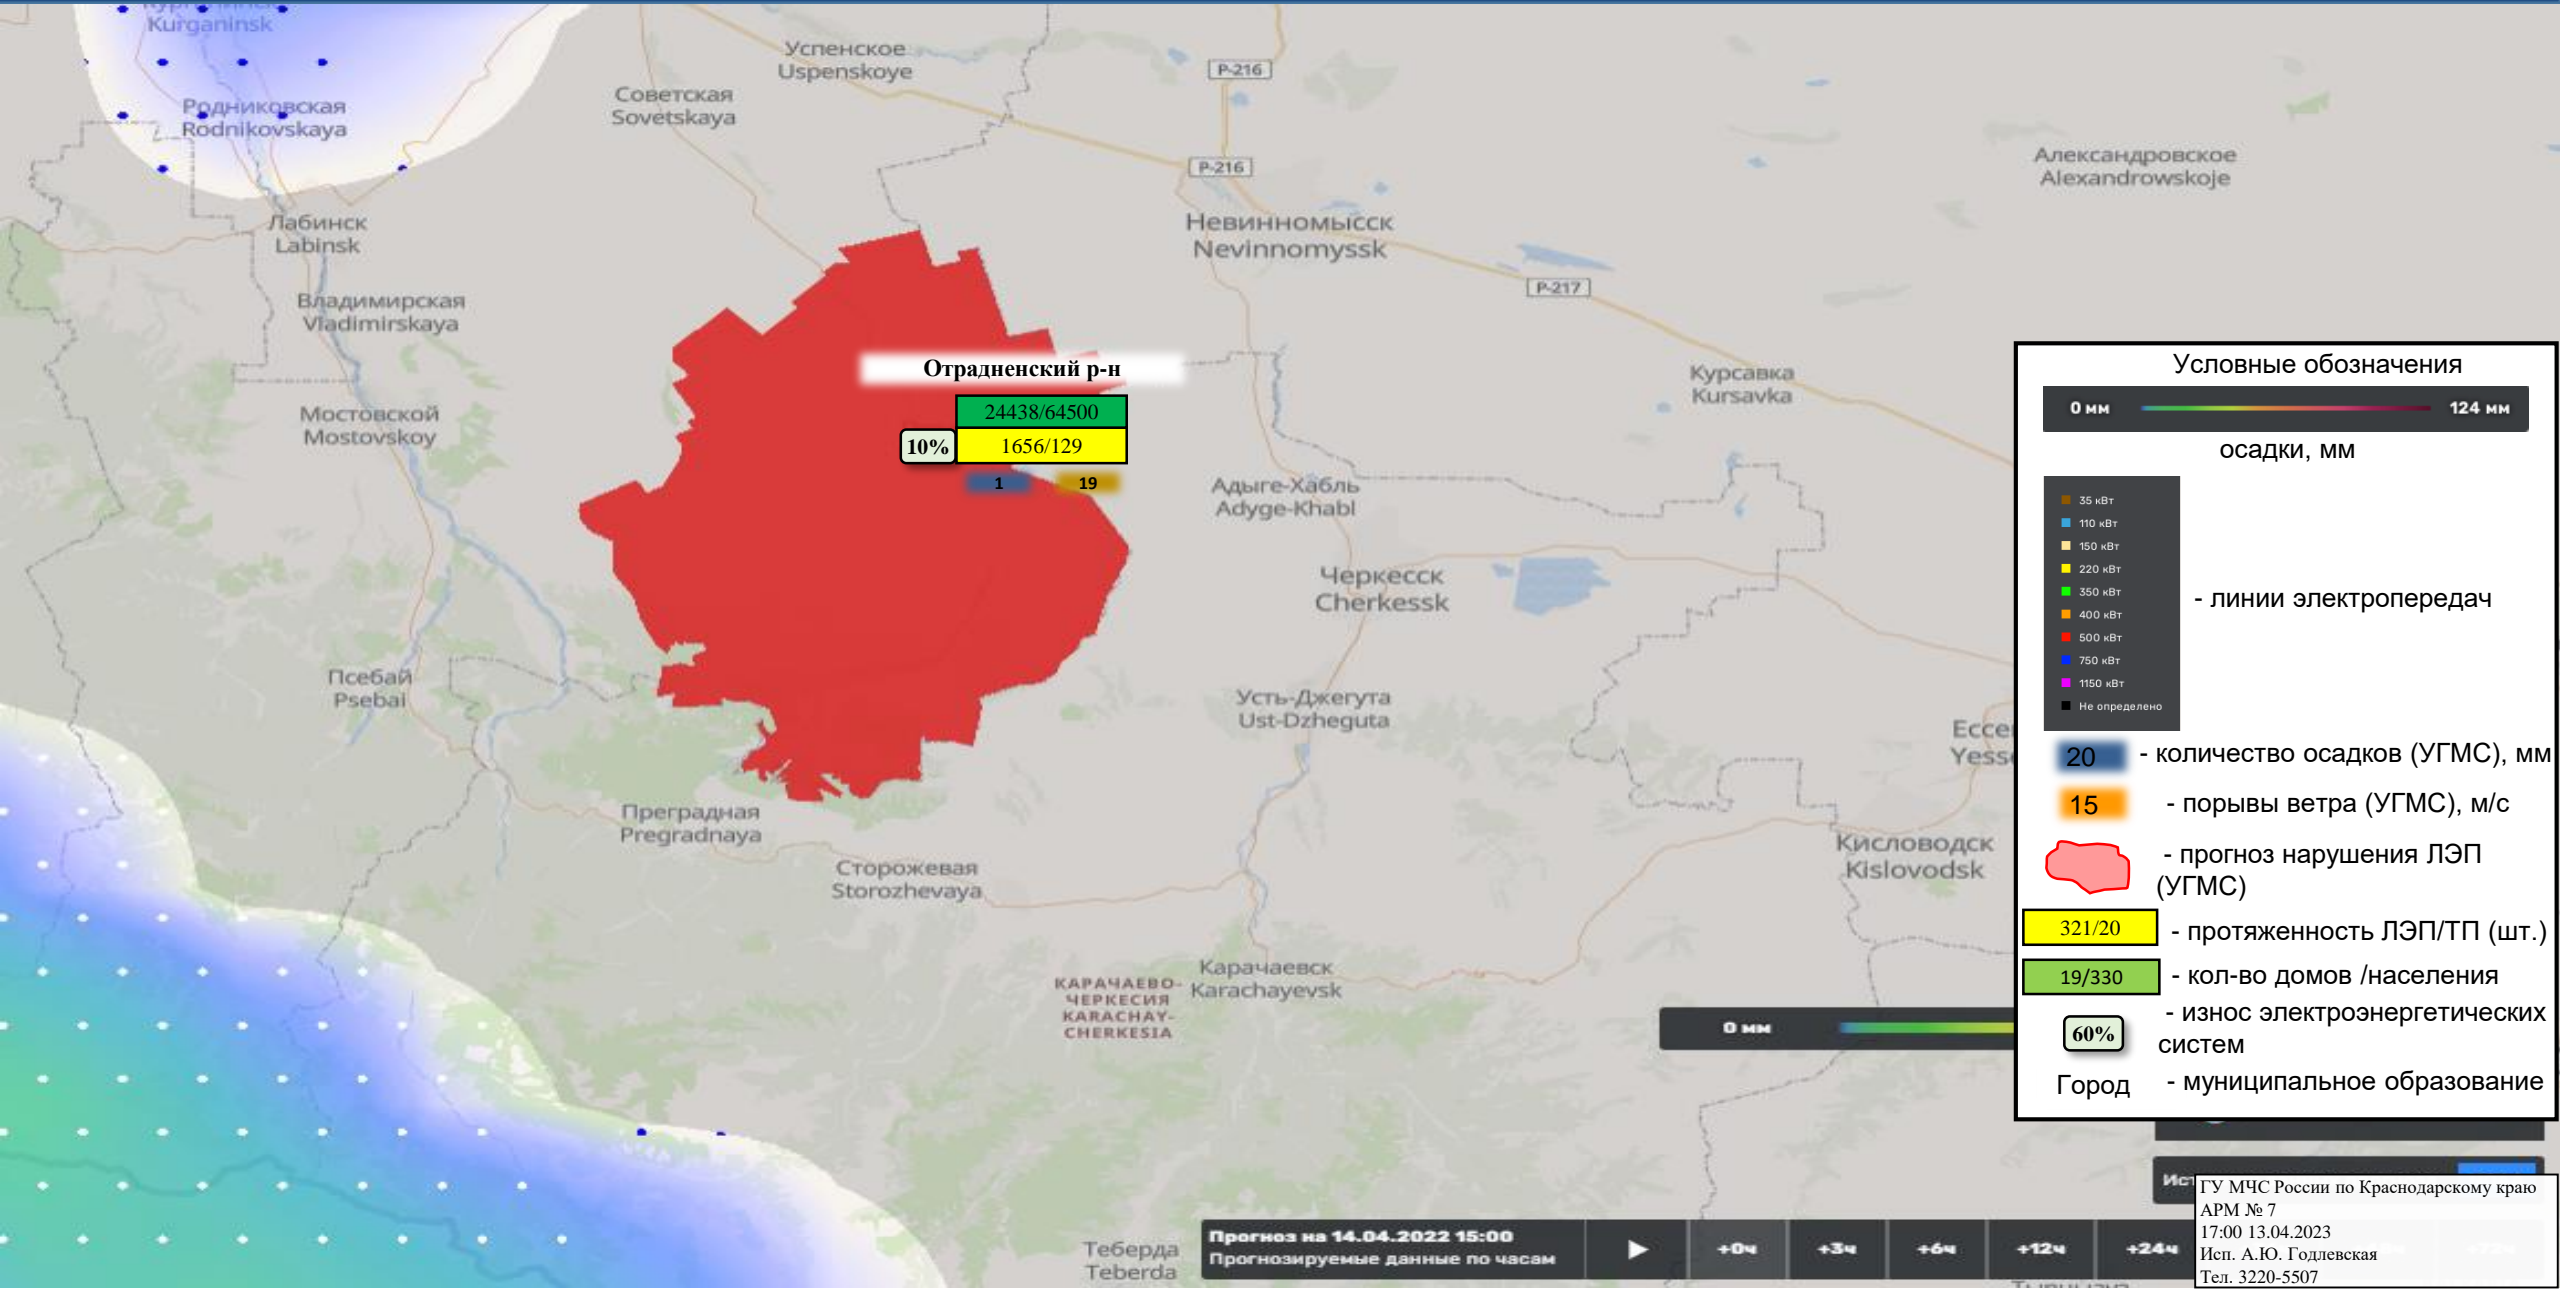 Kurganinsk
Успенское
Uspenskoye
Р-216
Советская
Sovetskaya
Родниковская
Rodnikovskaya
Р-216
Александровское
Alexandrowskoje
Лабинск
Labinsk
Невинномысск
Nevinnomyssk
Р-217
Владимирская
Vladimirskaya
Отрадненский р-н
24438/64500
10%
1656/129
1
19
Курсавка
Kursavka
Мостовской
Mostovskoy
Адыге-Хабль
Adyge-Khabl
Черкесск
Cherkessk
Псебай
Psebai
Усть-Джегута
Ust-Dzheguta
Преградная
Pregradnaya
Сторожевая
Storozhevaya
Кисловодск
Kislovodsk
КАРАЧАЕВО-
ЧЕРКЕСИЯ
KARACHAY-
CHERKESIA
Карачаевск
Karachayevsk
Теберда
Teberda
0 мм
Условные обозначения
0 мм
124 мм
осадки, мм
35 кВт
110 кВт
150 кВт
220 кВт
350 кВт
400 кВт
500 кВт
750 кВт
1150 кВт
Не определено
- линии электропередач
20 - количество осадков (УГМС), мм
15 - порывы ветра (УГМС), м/с
- прогноз нарушения ЛЭП
(УГМС)
321/20 - протяженность ЛЭП/ТП (шт.)
19/330 - кол-во домов /населения
60% - износ электроэнергетических
систем
Город - муниципальное образование
Прогноз на 14.04.2022 15:00
Прогнозируемые данные по часам
+0ч
+3ч
+6ч
+12ч
+24ч
ГУ МЧС России по Краснодарскому краю
АРМ № 7
17:00 13.04.2023
Исп. А.Ю. Годлевская
Тел. 3220-5507